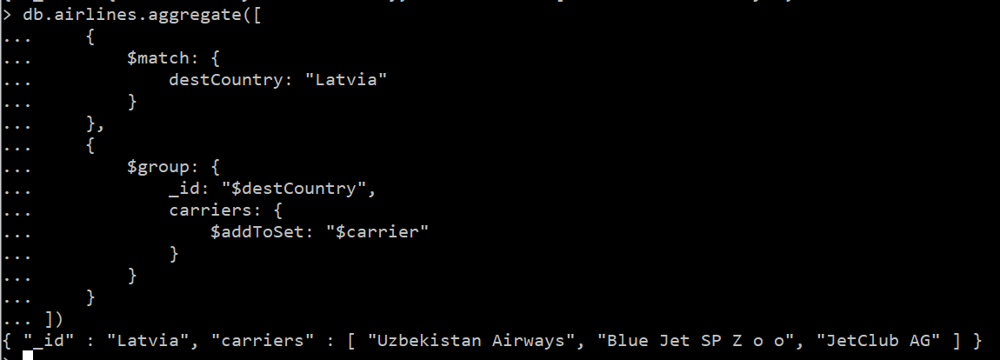 > db.airlines.aggregate([
...     {
...         $match: {
...             destCountry: "Latvia"
...         }
...     },
...     {
...         $group: {
...             _id: "$destCountry",
...             carriers: {
...                 $addToSet: "$carrier"
...             }
...         }
...     }
... ])
{ "_id" : "Latvia", "carriers" : [ "Uzbekistan Airways", "Blue Jet SP Z o o", "JetClub AG" ] }